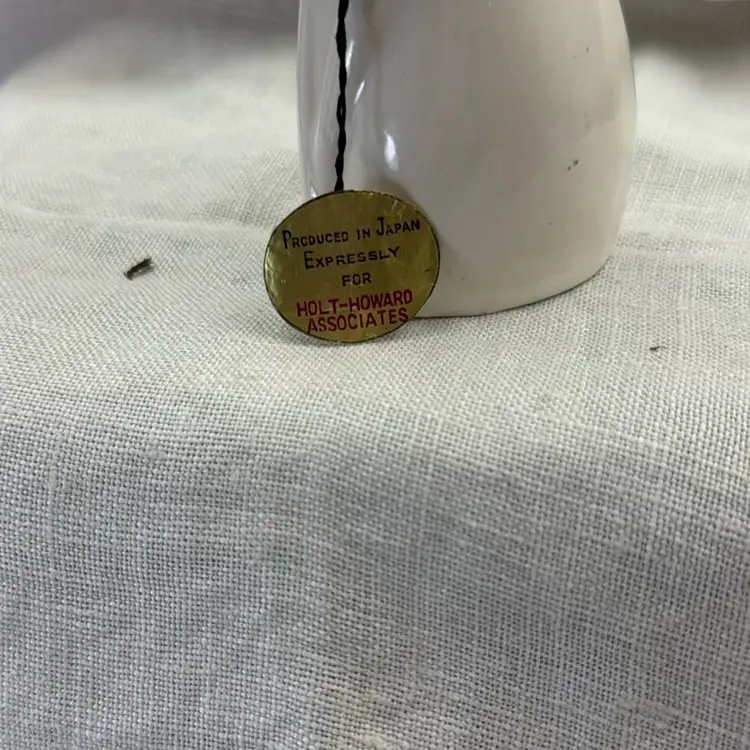 PRODUCED IN JAPAN
EXPRESSLY
FOR
HOLT-HOWARD
ASSOCIATES